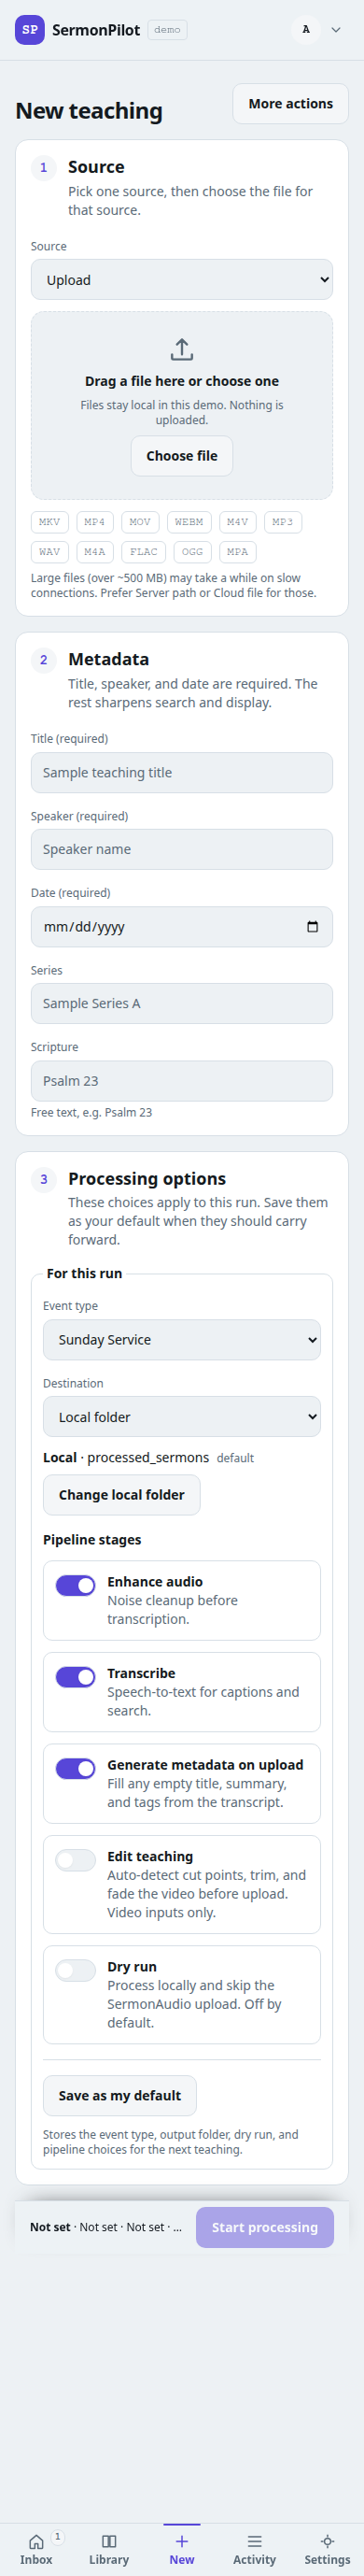 SP SermonPilot demo A
New teaching More actions
1 Source
Pick one source, then choose the file for
that source.
Source
Upload
Drag a file here or choose one
Files stay local in this demo. Nothing is
uploaded.
Choose file
MKV MP4 MOV WEBM M4V MP3
WAV M4A FLAC OGG MPA
Large files (over ~500 MB) may take a while on slow
connections. Prefer Server path or Cloud file for those.
2 Metadata
Title, speaker, and date are required. The
rest sharpens search and display.
Title (required)
Sample teaching title
Speaker (required)
Speaker name
Date (required)
mm/dd/yyyy
Series
Sample Series A
Scripture
Psalm 23
Free text, e.g. Psalm 23
3 Processing options
These choices apply to this run. Save them
as your default when they should carry
forward.
For this run
Event type
Sunday Service
Destination
Local folder
Local · processed_sermons default
Change local folder
Pipeline stages
Enhance audio
Noise cleanup before
transcription.
Transcribe
Speech-to-text for captions and
search.
Generate metadata on upload
Fill any empty title, summary,
and tags from the transcript.
Edit teaching
Auto-detect cut points, trim, and
fade the video before upload.
Video inputs only.
Dry run
Process locally and skip the
SermonAudio upload. Off by
default.
Save as my default
Stores the event type, output folder, dry run, and
pipeline choices for the next teaching.
Not set · Not set · Not set · ... Start processing
1
Inbox Library New Activity Settings